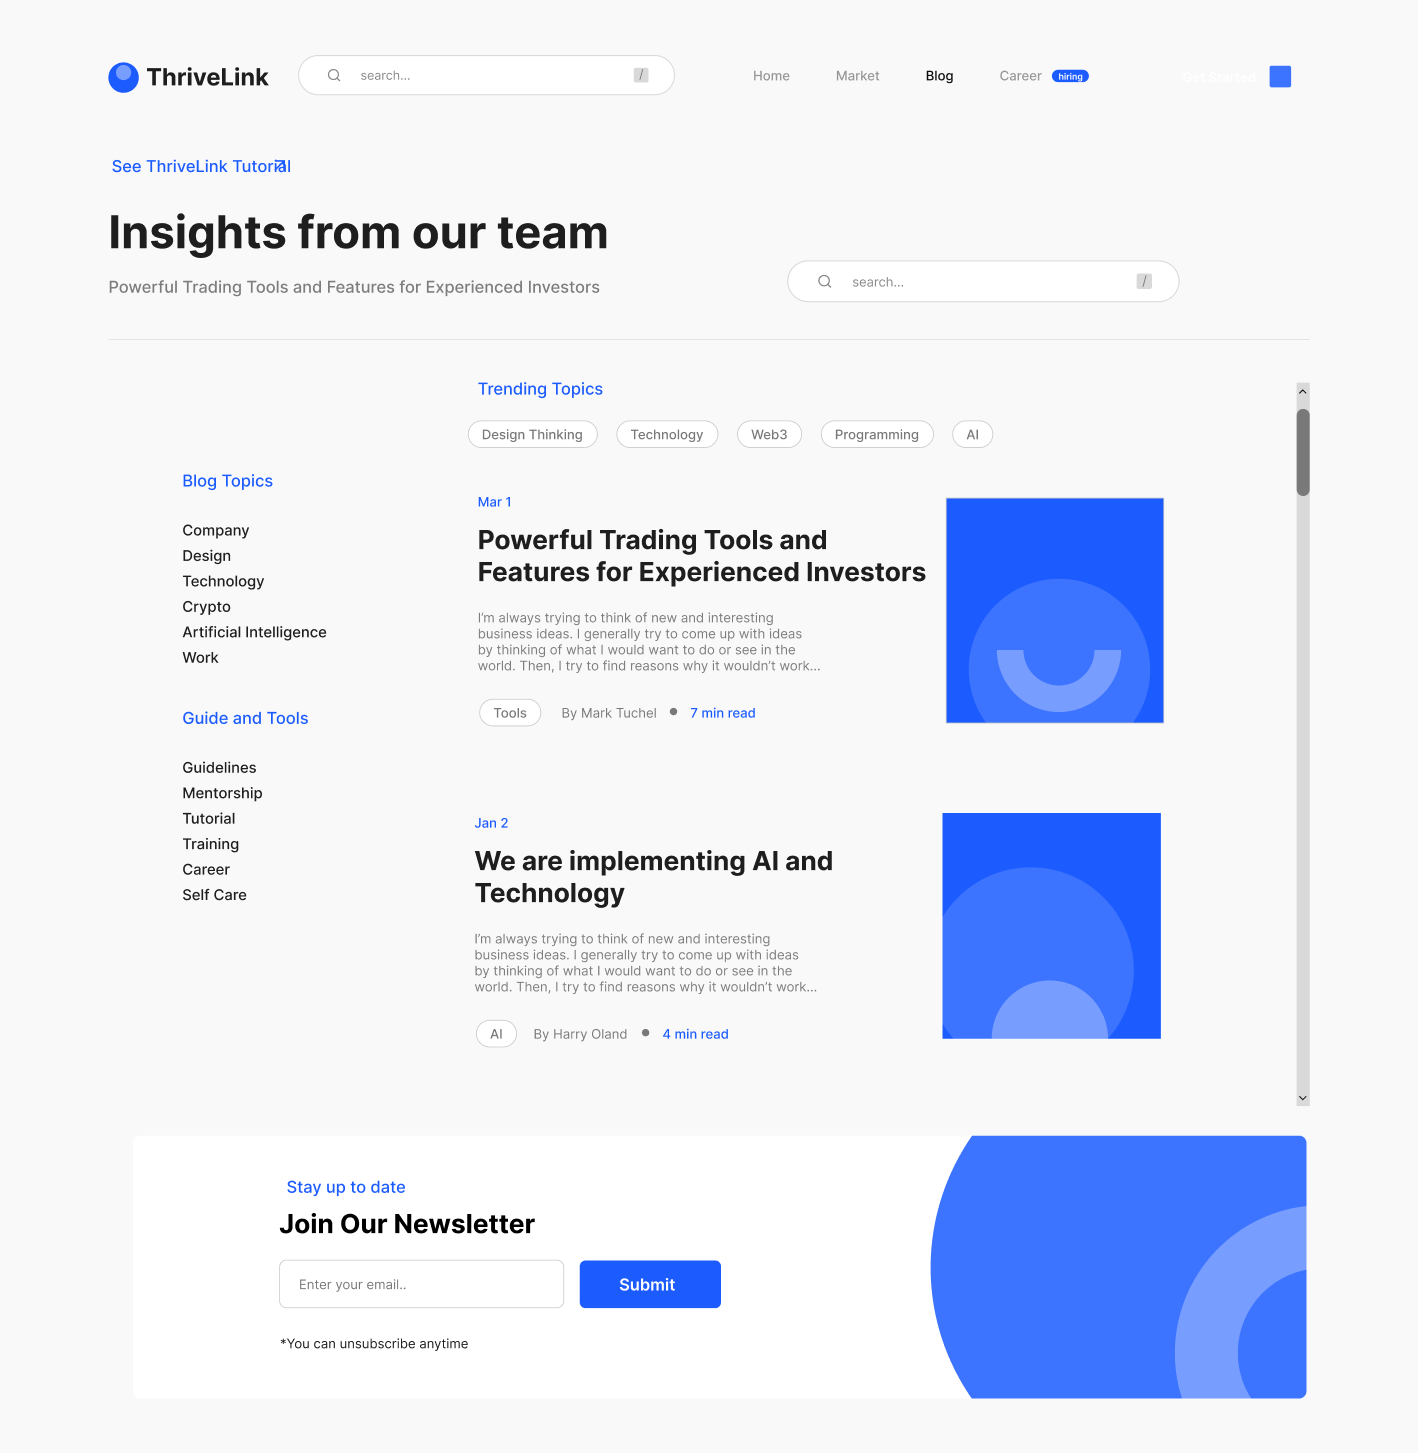 ThriveLink
search...
/
Home
Market
Blog
Career
hiring
Get Started
See ThriveLink Tutorial
Insights from our team
Powerful Trading Tools and Features for Experienced Investors
search...
/
Trending Topics
Design Thinking
Technology
Web3
Programming
AI
Blog Topics
Company
Design
Technology
Crypto
Artificial Intelligence
Work
Guide and Tools
Guidelines
Mentorship
Tutorial
Training
Career
Self Care
Mar 1
Powerful Trading Tools and
Features for Experienced Investors
I'm always trying to think of new and interesting
business ideas. I generally try to come up with ideas
by thinking of what I would want to do or see in the
world. Then, I try to find reasons why it wouldn't work...
Tools
By Mark Tuchel
7 min read
Jan 2
We are implementing AI and
Technology
I'm always trying to think of new and interesting
business ideas. I generally try to come up with ideas
by thinking of what I would want to do or see in the
world. Then, I try to find reasons why it wouldn't work...
AI
By Harry Oland
4 min read
Stay up to date
Join Our Newsletter
Enter your email..
Submit
*You can unsubscribe anytime